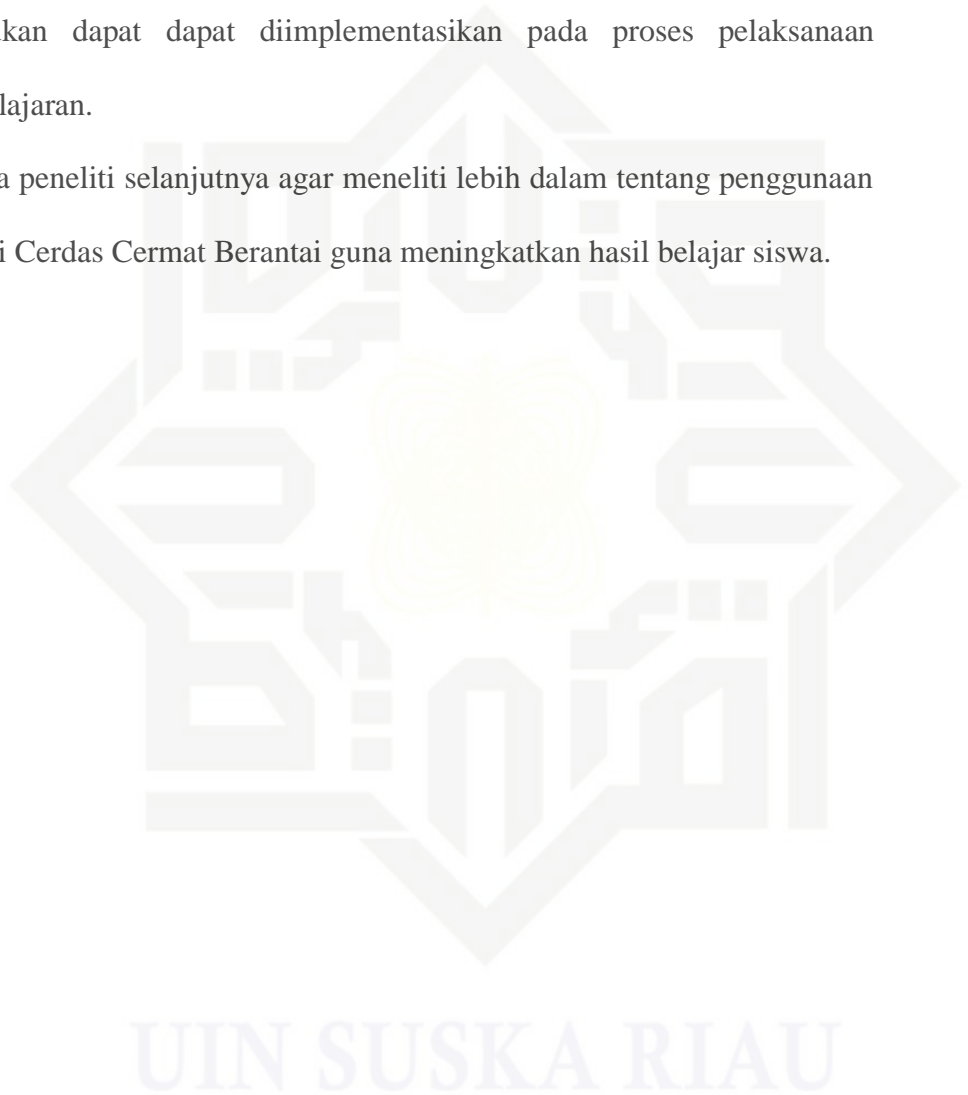 ukan dapat dapat diimplementasikan pada proses pelaksanaan
lajaran.
a peneliti selanjutnya agar meneliti lebih dalam tentang penggunaan
i Cerdas Cermat Berantai guna meningkatkan hasil belajar siswa.
UIN SUSKA RIAU